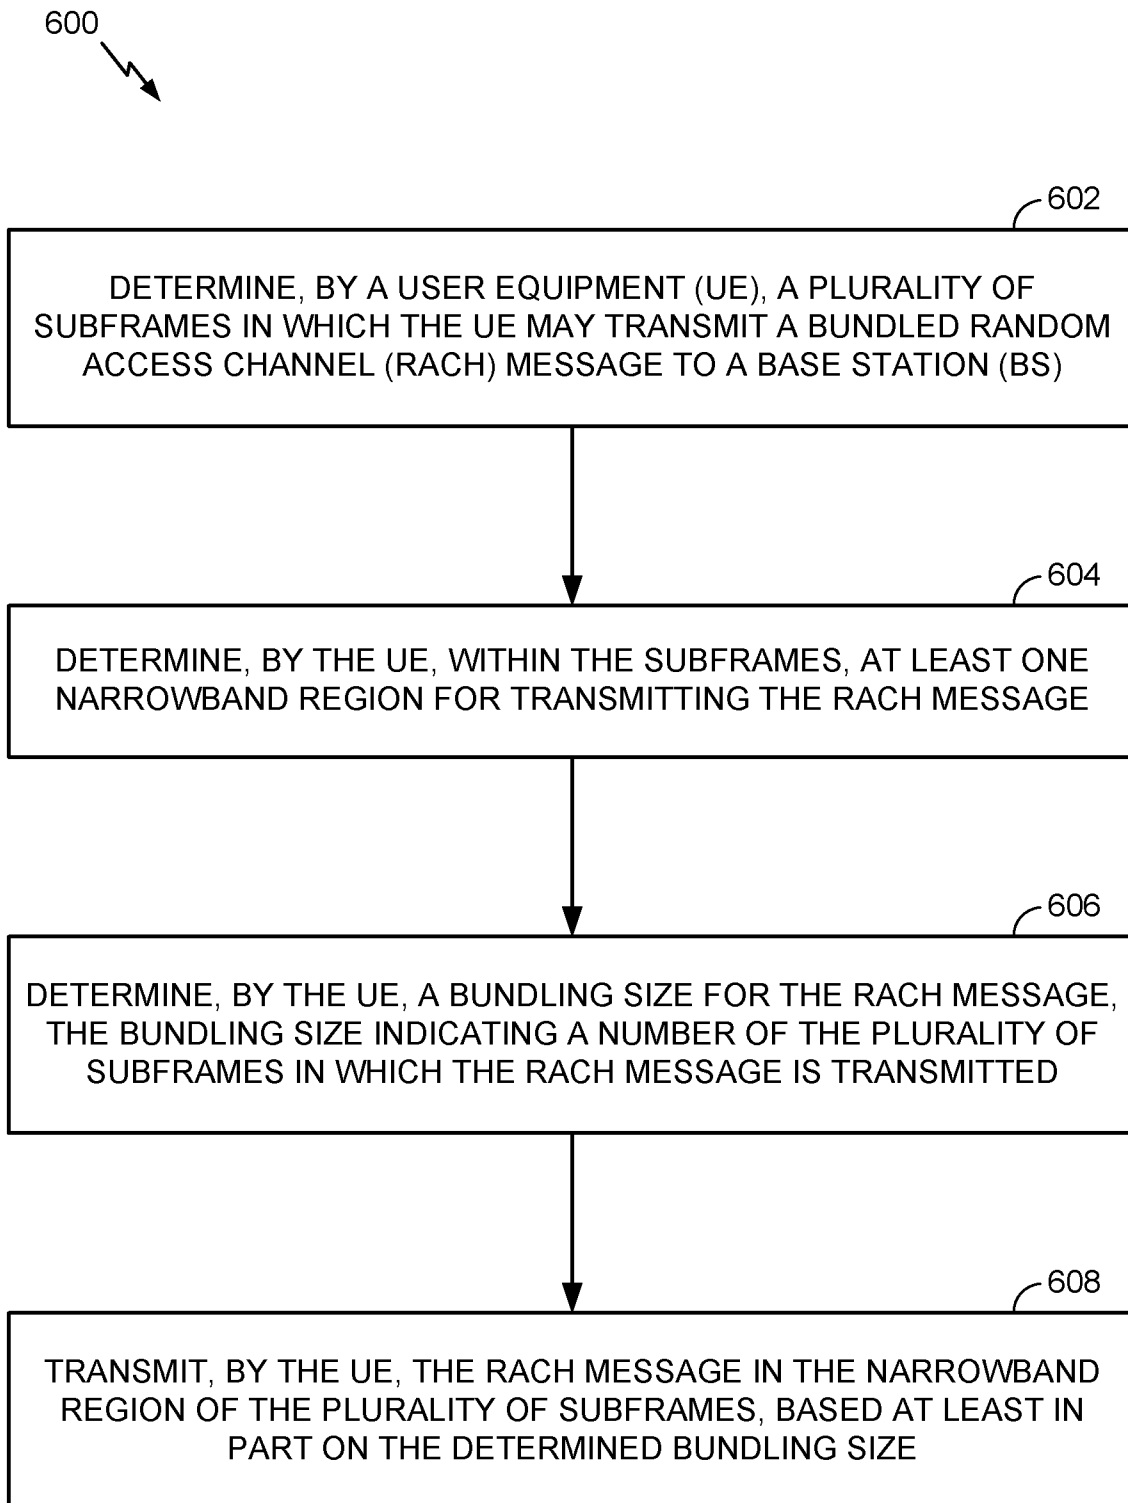 600
602
DETERMINE, BY A USER EQUIPMENT (UE), A PLURALITY OF
SUBFRAMES IN WHICH THE UE MAY TRANSMIT A BUNDLED RANDOM
ACCESS CHANNEL (RACH) MESSAGE TO A BASE STATION (BS)
604
DETERMINE, BY THE UE, WITHIN THE SUBFRAMES, AT LEAST ONE
NARROWBAND REGION FOR TRANSMITTING THE RACH MESSAGE
606
DETERMINE, BY THE UE, A BUNDLING SIZE FOR THE RACH MESSAGE,
THE BUNDLING SIZE INDICATING A NUMBER OF THE PLURALITY OF
SUBFRAMES IN WHICH THE RACH MESSAGE IS TRANSMITTED
608
TRANSMIT, BY THE UE, THE RACH MESSAGE IN THE NARROWBAND
REGION OF THE PLURALITY OF SUBFRAMES, BASED AT LEAST IN
PART ON THE DETERMINED BUNDLING SIZE